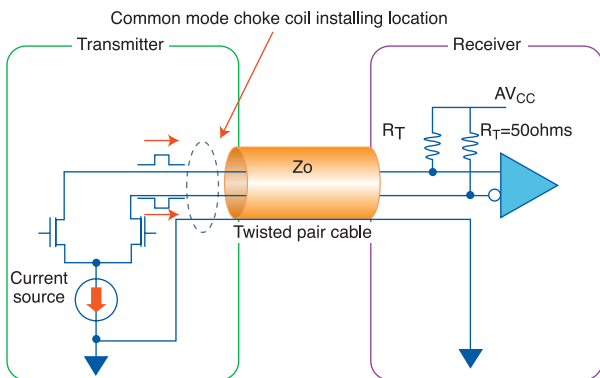 Common mode choke coil installing location
Transmitter
Receiver
AVCC
RT
RT=50ohms
Zo
Twisted pair cable
Current
source